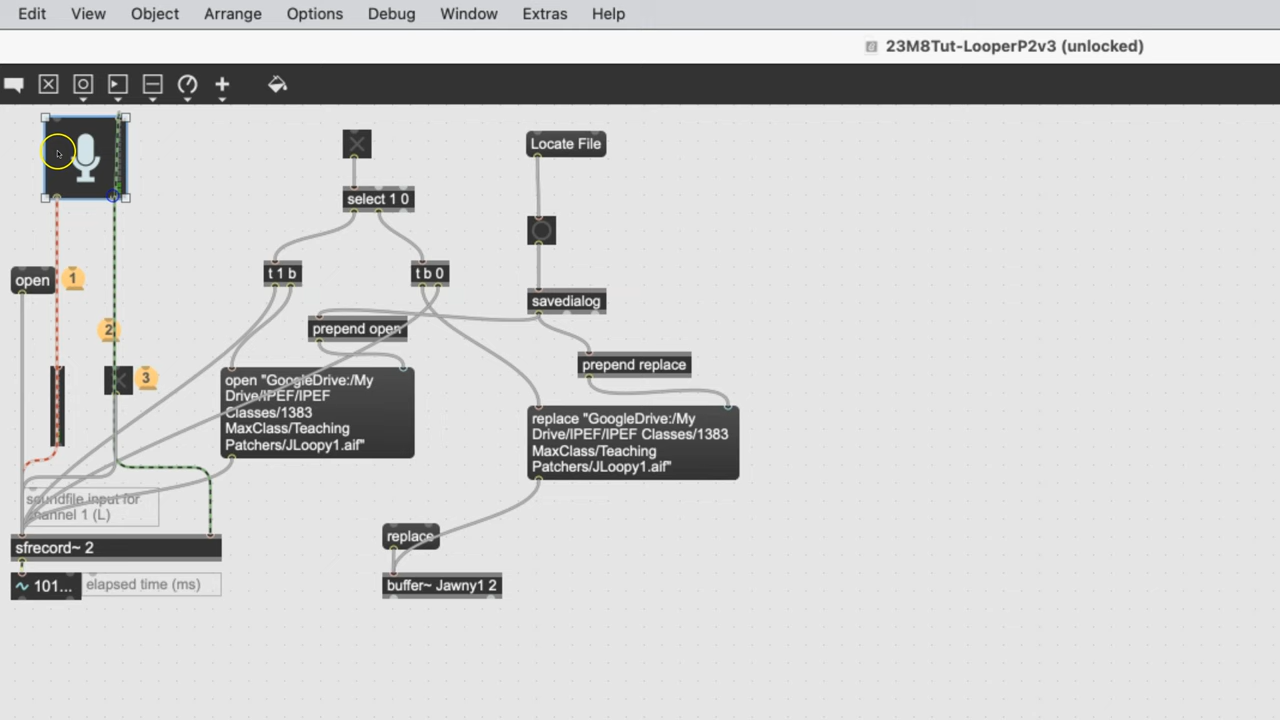 Edit View Object Arrange Options Debug Window Extras Help
23M8Tut-LooperP2v3 (unlocked)
Locate File
select 1 0
open 1
t 1 b
t b 0
savedialog
2
prepend open
prepend replace
3
open "GoogleDrive:/My
Drive/IPEF/IPEF
Classes/1383
MaxClass/Teaching
Patchers/JLoopy1.aif"
replace "GoogleDrive:/My
Drive/IPEF/IPEF Classes/1383
MaxClass/Teaching
Patchers/JLoopy1.aif"
soundfile input for
channel 1 (L)
sfrecord~ 2
replace
~ 101...
elapsed time (ms)
buffer~ Jawny1 2